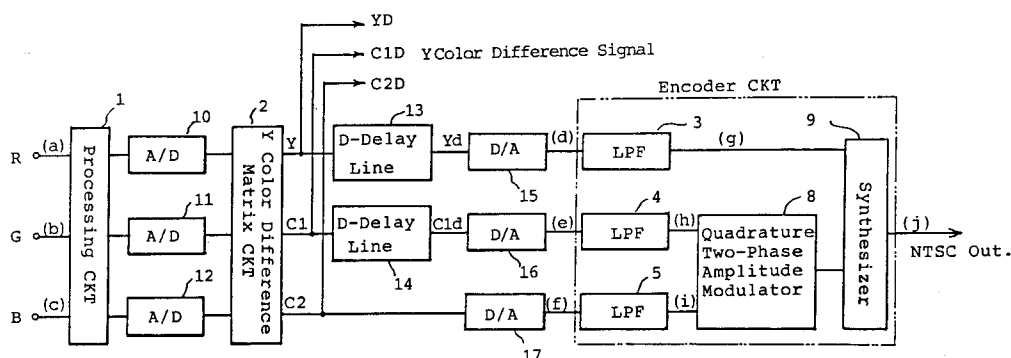 YD
C1D Y Color Difference Signal
C2D
Encoder CKT
1
10
2
13
3
9
R
(a)
A/D
Y
D-Delay
Line
Yd
D/A
(d)
LPF
(g)
15
Processing CKT
Y Color Difference
Matrix CKT
11
4
8
G
(b)
A/D
C1
D-Delay
Line
C1d
D/A
(e)
LPF
(h)
Quadrature
Two-Phase
Amplitude
Modulator
Synthesizer
(j)
NTSC Out.
14
16
12
5
B
(c)
A/D
C2
D/A
(f)
LPF
(i)
17